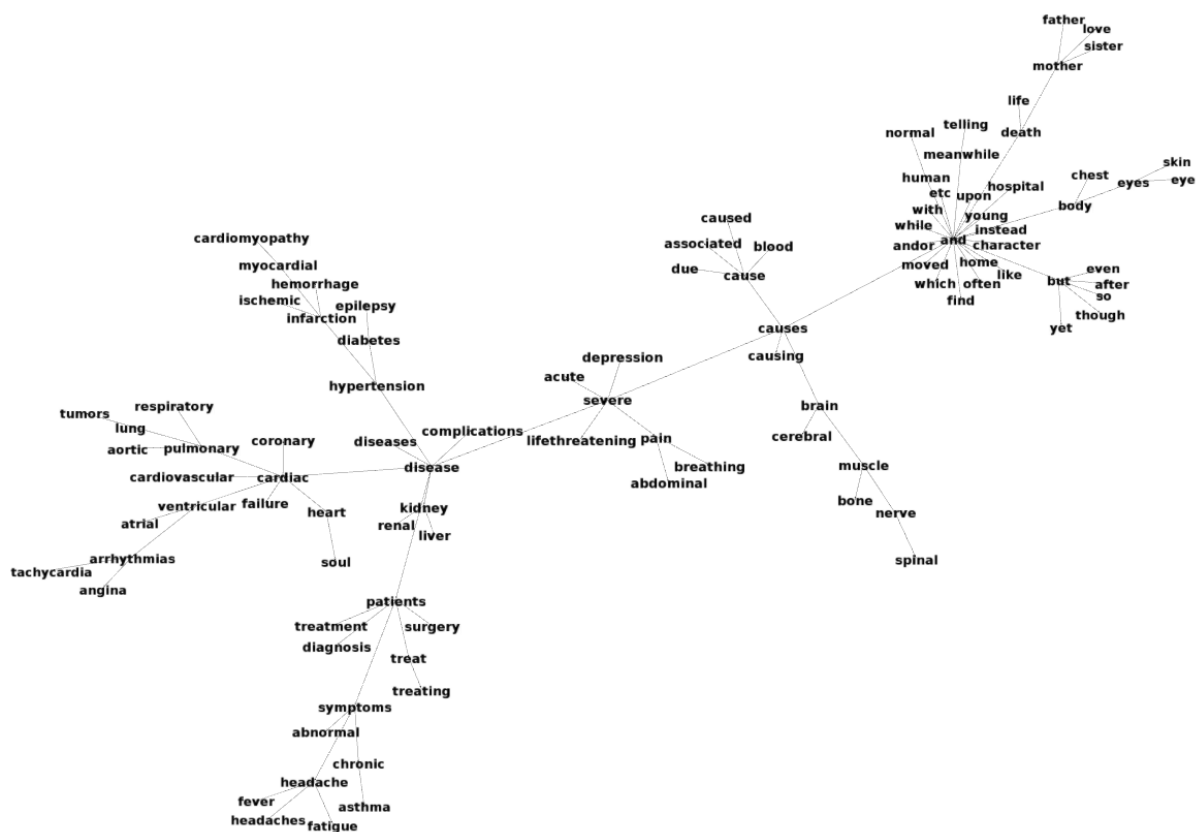 father
love
sister
mother
life
telling
normal
death
meanwhile
skin
chest
human
eyes
eye
etc
upon
hospital
body
with
young
caused
while
instead
cardiomyopathy
associated
blood
andor
and
character
myocardial
due
cause
moved
home
even
hemorrhage
like
but
after
ischemic
epilepsy
which
often
so
infarction
find
though
diabetes
causes
yet
depression
causing
acute
hypertension
severe
respiratory
brain
tumors
lung
complications
coronary
diseases
lifethreatening
pain
cerebral
aortic
pulmonary
disease
breathing
muscle
cardiovascular
cardiac
abdominal
ventricular
failure
kidney
bone
heart
nerve
atrial
renal
liver
arrhythmias
soul
spinal
tachycardia
angina
patients
treatment
surgery
diagnosis
treat
treating
symptoms
abnormal
chronic
headache
fever
asthma
headaches
fatigue